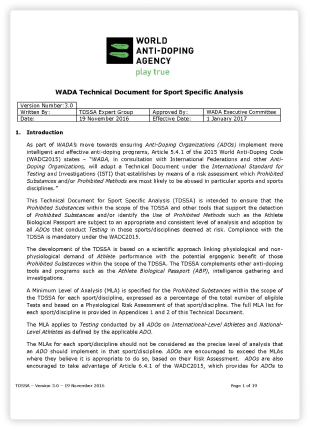 WORLD
ANTI-DOPING
AGENCY
play true
WADA Technical Document for Sport Specific Analysis
Version Number: 3.0
Written By: TDSSA Expert Group Approved By: WADA Executive Committee
Date: 19 November 2016 Effective Date: 1 January 2017
1. Introduction
As part of WADA's move towards ensuring Anti-Doping Organizations (ADOs) implement more
intelligent and effective anti-doping programs, Article 5.4.1 of the 2015 World Anti-Doping Code
(WADC2015) states – "WADA, in consultation with International Federations and other Anti-
Doping Organizations, will adopt a Technical Document under the International Standard for
Testing and Investigations (ISTI) that establishes by means of a risk assessment which Prohibited
Substances and/or Prohibited Methods are most likely to be abused in particular sports and sports
disciplines."
This Technical Document for Sport Specific Analysis (TDSSA) is intended to ensure that the
Prohibited Substances within the scope of the TDSSA and other tools that support the detection
of Prohibited Substances and/or identify the Use of Prohibited Methods such as the Athlete
Biological Passport are subject to an appropriate and consistent level of analysis and adoption by
all ADOs that conduct Testing in those sports/disciplines deemed at risk. Compliance with the
TDSSA is mandatory under the WADC2015.
The development of the TDSSA is based on a scientific approach linking physiological and non-
physiological demand of Athlete performance with the potential ergogenic benefit of those
Prohibited Substances within the scope of the TDSSA. The TDSSA complements other anti-doping
tools and programs such as the Athlete Biological Passport (ABP), intelligence gathering and
investigations.
A Minimum Level of Analysis (MLA) is specified for the Prohibited Substances within the scope of
the TDSSA for each sport/discipline, expressed as a percentage of the total number of eligible
Tests and based on a Physiological Risk Assessment of that sport/discipline. The full MLA list for
each sport/discipline is provided in Appendices 1 and 2 of this Technical Document.
The MLA applies to Testing conducted by all ADOs on International-Level Athletes and National-
Level Athletes as defined by the applicable ADO.
The MLAs for each sport/discipline should not be considered as the precise level of analysis that
an ADO should implement in that sport/discipline. ADOs are encouraged to exceed the MLAs
where they believe it is appropriate to do so, based on their Risk Assessment. ADOs are also
encouraged to take advantage of Article 6.4.1 of the WADC2015, which provides for ADOs to
TDSSA – Version 3.0 – 19 November 2016 Page 1 of 19